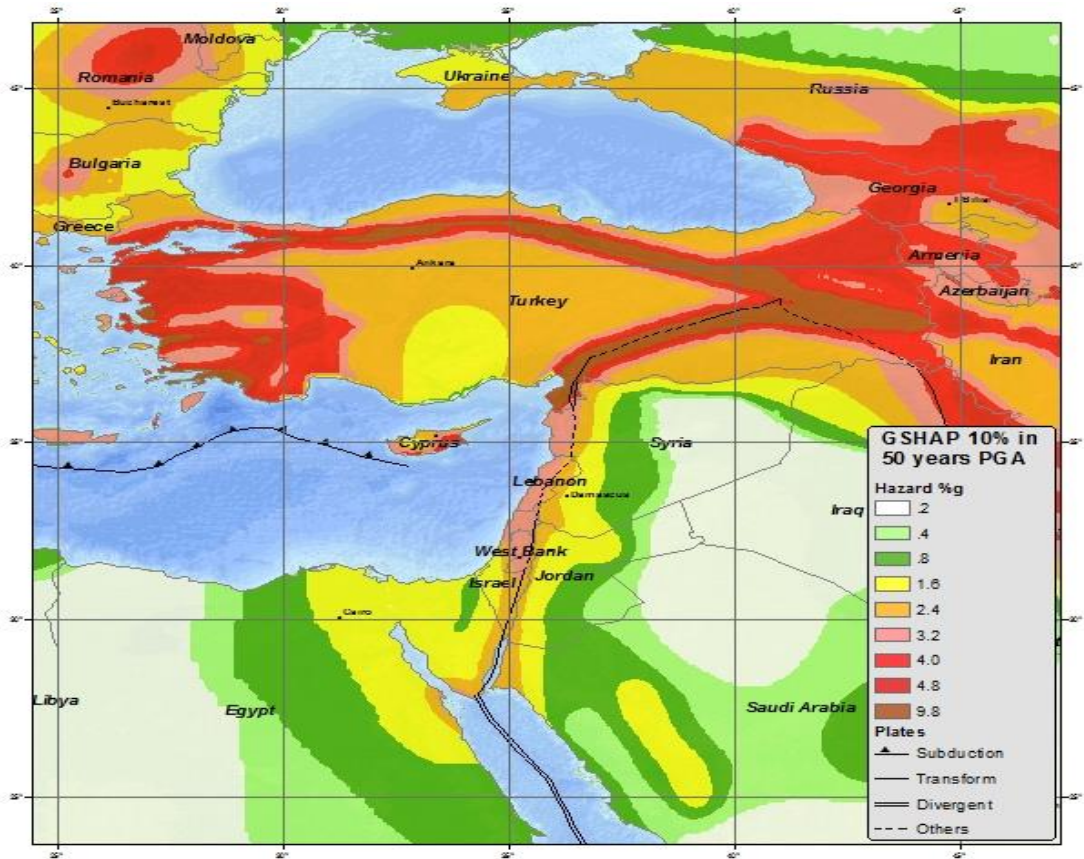 Moldova
Romania
Bucharest
Ukraine
Russia
Bulgaria
Georgia
Greece
Armenia
Ankara
Azerbaijan
Turkey
Iran
Cyprus
Syria
GSHAP 10% in
50 years PGA
Hazard %g
.2
.4
.8
1.6
2.4
3.2
4.0
4.8
9.8
Plates
Subduction
Transform
Divergent
Others
Lebanon
Damascus
Iraq
West Bank
Israel
Jordan
Cairo
Libya
Egypt
Saudi Arabia